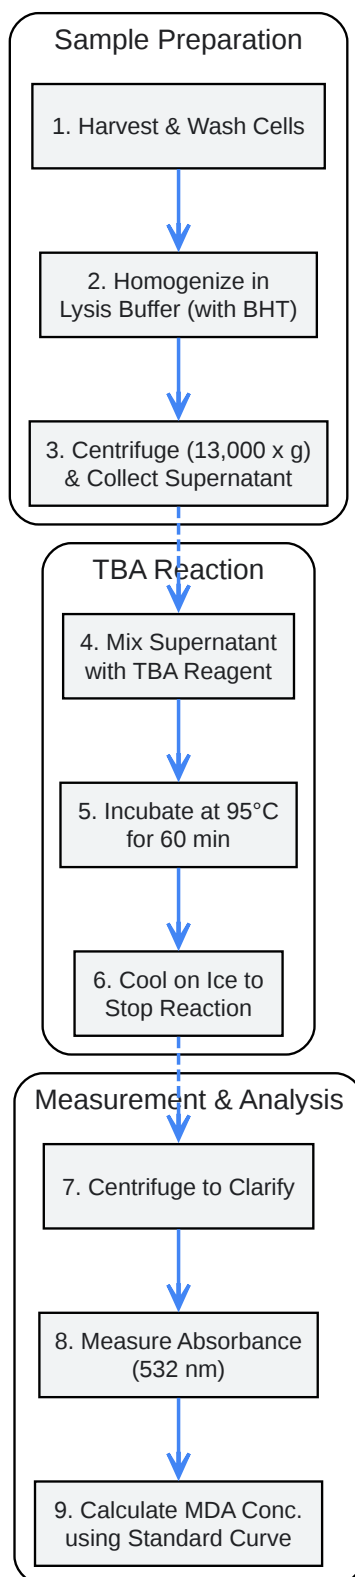 Sample Preparation
1. Harvest & Wash Cells
2. Homogenize in
Lysis Buffer (with BHT)
3. Centrifuge (13,000 x g)
& Collect Supernatant
TBA Reaction
4. Mix Supernatant
with TBA Reagent
5. Incubate at 95°C
for 60 min
6. Cool on Ice to
Stop Reaction
Measurement & Analysis
7. Centrifuge to Clarify
8. Measure Absorbance
(532 nm)
9. Calculate MDA Conc.
using Standard Curve